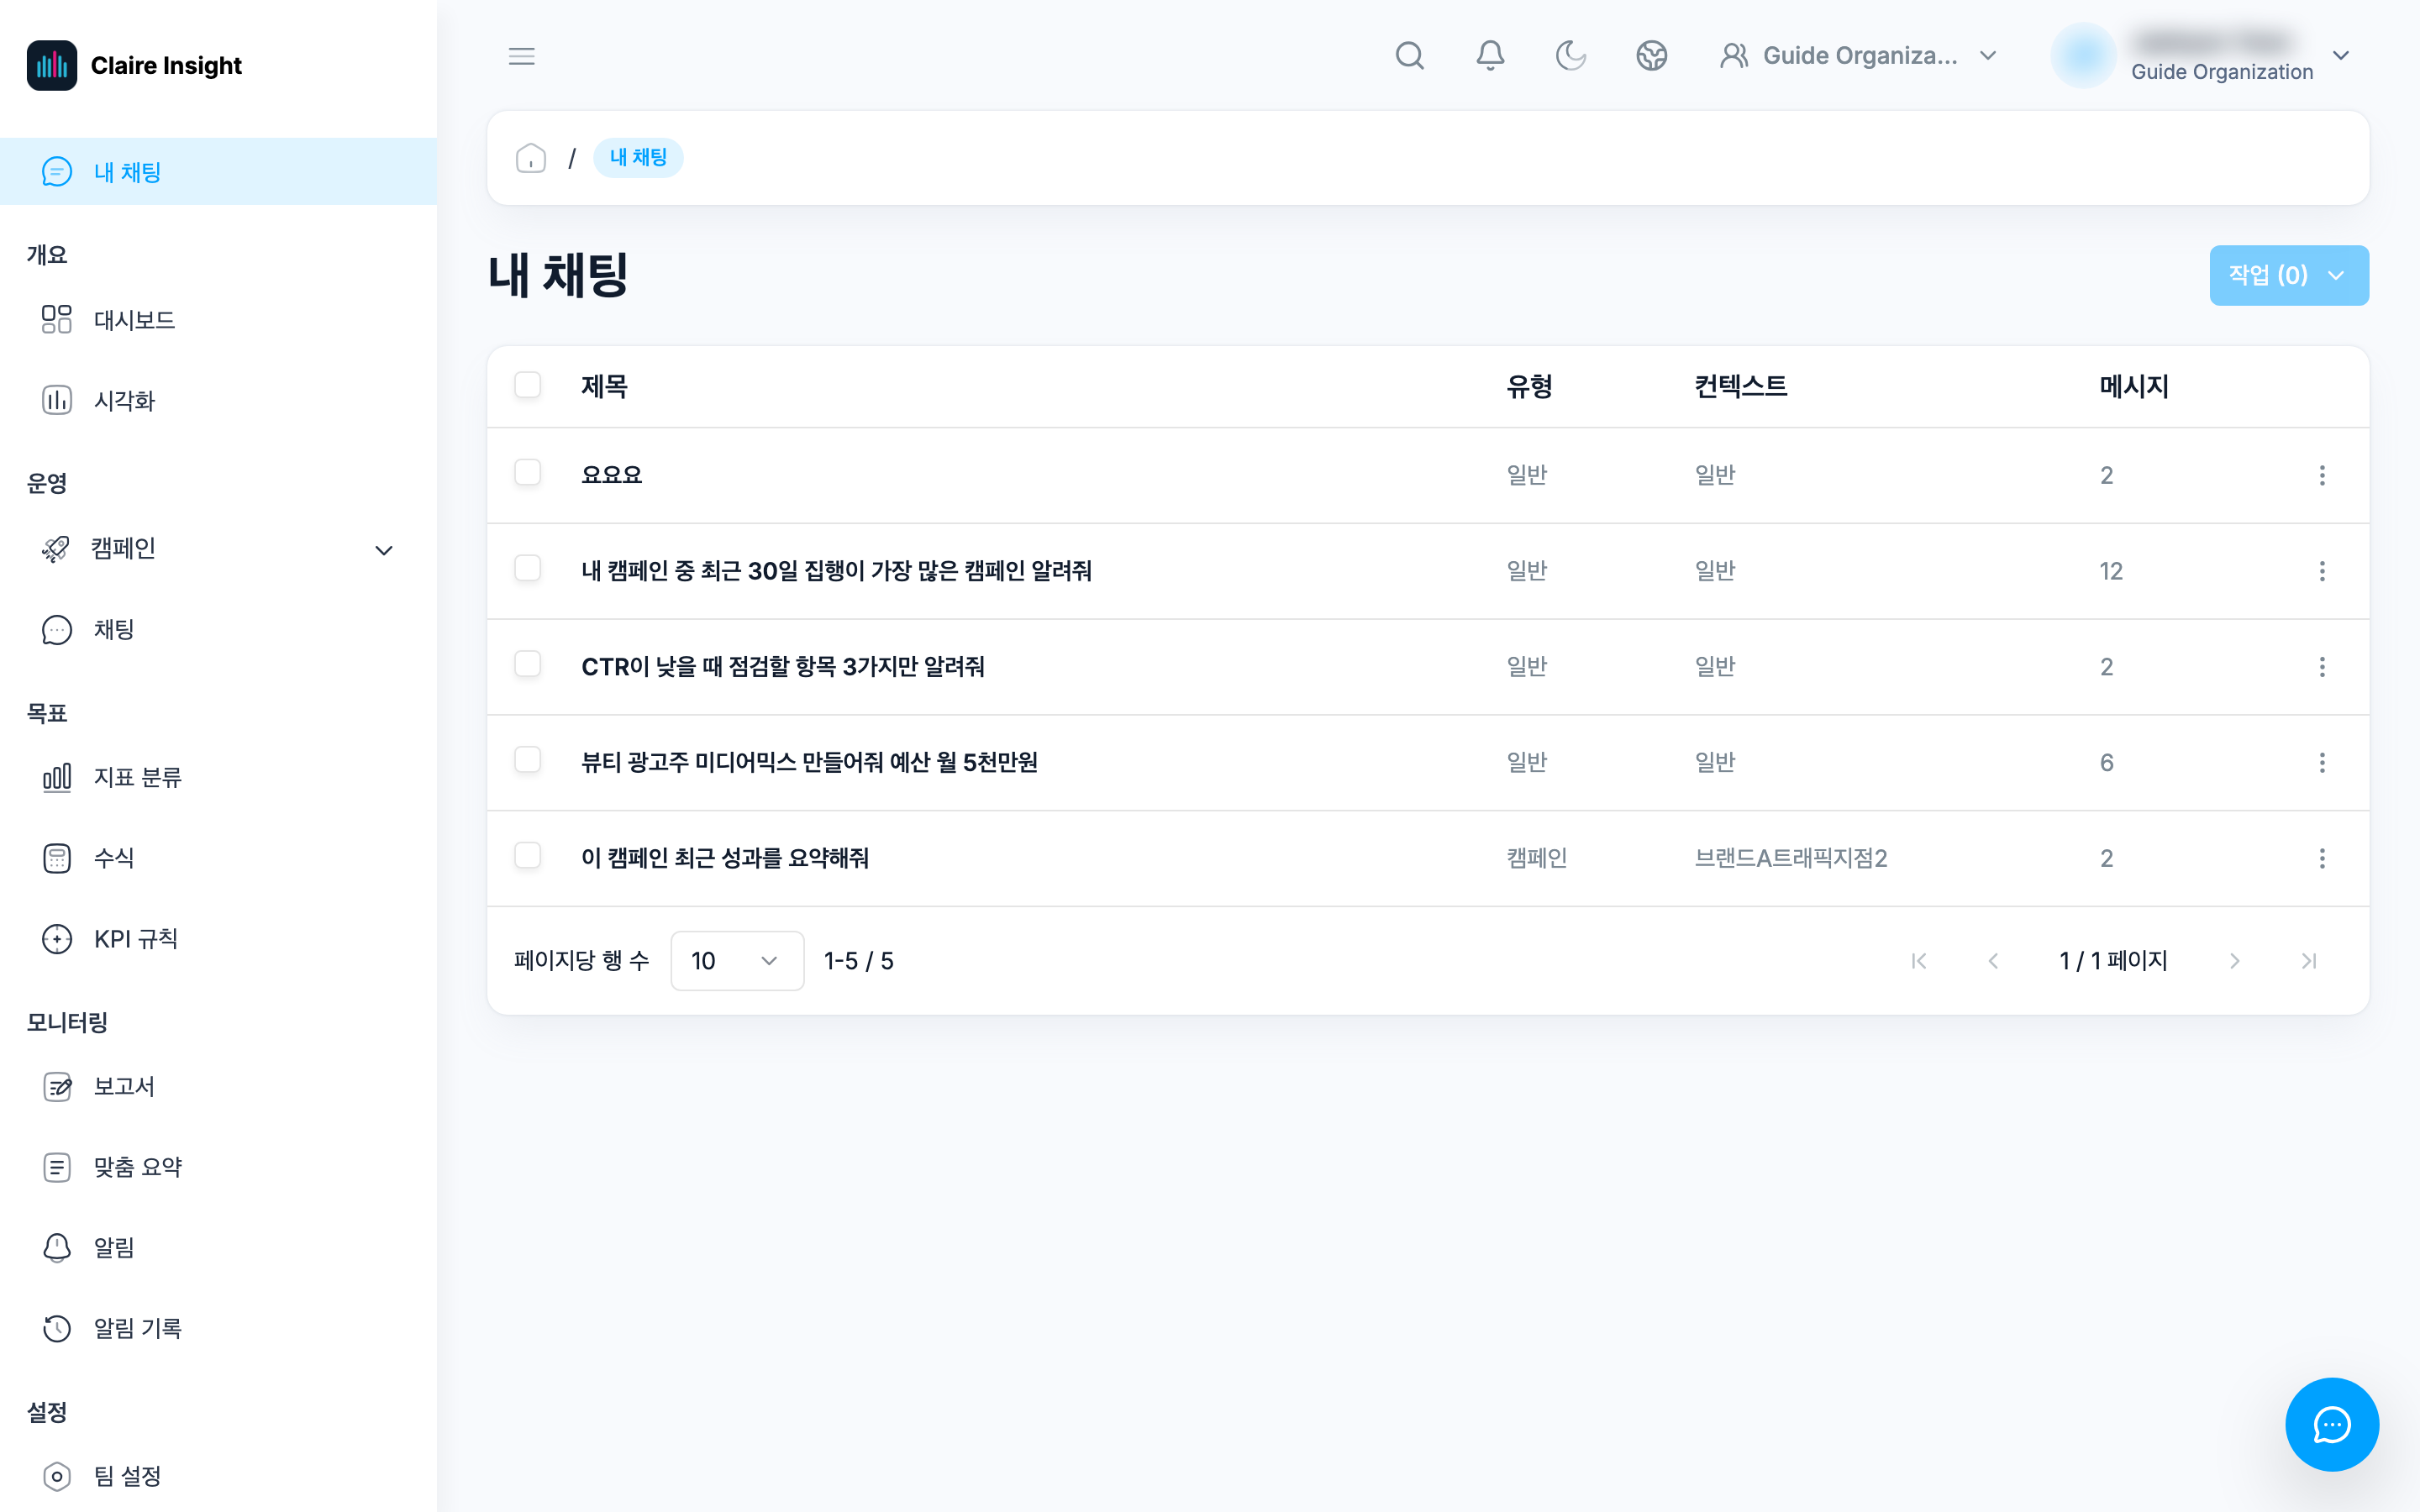 Claire Insight
내 채팅
개요
대시보드
시각화
운영
캠페인
채팅
목표
지표 분류
수식
KPI 규칙
모니터링
보고서
맞춤 요약
알림
알림 기록
설정
팀 설정
Guide Organiza...
Guide Organization
/ 내 채팅
내 채팅
작업 (0)
제목 유형 컨텍스트 메시지
요요요 일반 일반 2
내 캠페인 중 최근 30일 집행이 가장 많은 캠페인 알려줘 일반 일반 12
CTR이 낮을 때 점검할 항목 3가지만 알려줘 일반 일반 2
뷰티 광고주 미디어믹스 만들어줘 예산 월 5천만원 일반 일반 6
이 캠페인 최근 성과를 요약해줘 캠페인 브랜드A트래픽지점2 2
페이지당 행 수 10 1-5 / 5 1 / 1 페이지